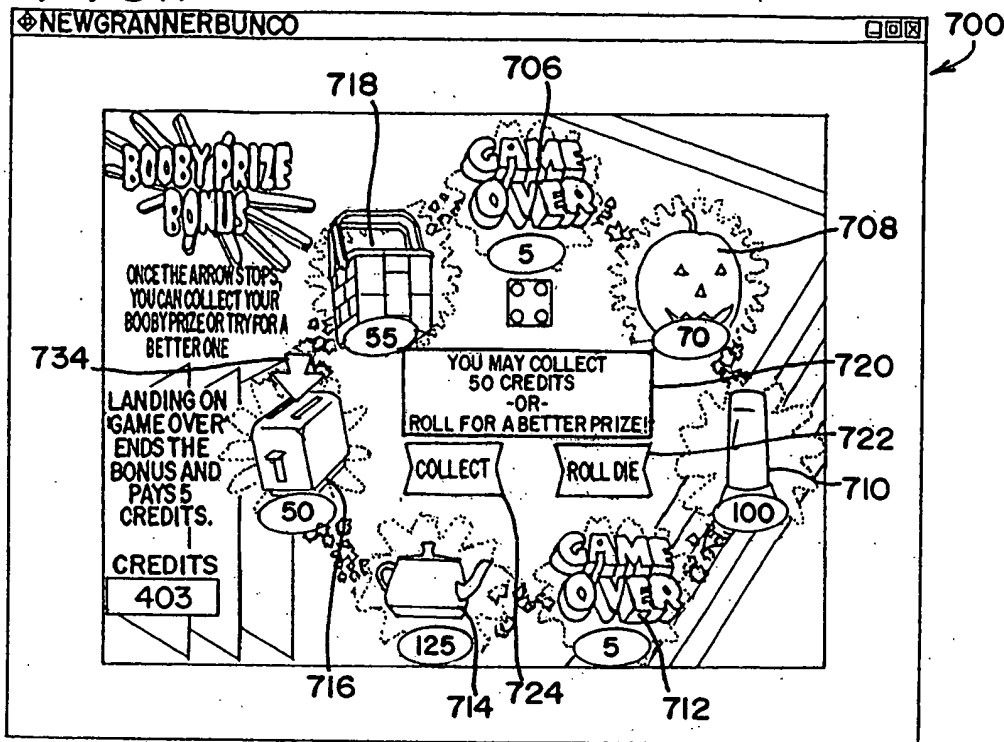 NEWGRANNERBUNCO
700
718
706
BOOBY PRIZE
BONUS
GAME
OVER
5
708
ONCE THE ARROW STOPS,
YOU CAN COLLECT YOUR
BOOBY PRIZE OR TRY FOR A
BETTER ONE
55
70
734
YOU MAY COLLECT
50 CREDITS
-OR-
ROLL FOR A BETTER PRIZE!
720
LANDING ON
"GAME OVER"
ENDS THE
BONUS AND
PAYS 5
CREDITS.
COLLECT
ROLL DIE
722
710
50
100
CREDITS
403
GAME
OVER
125
5
716
714
724
712